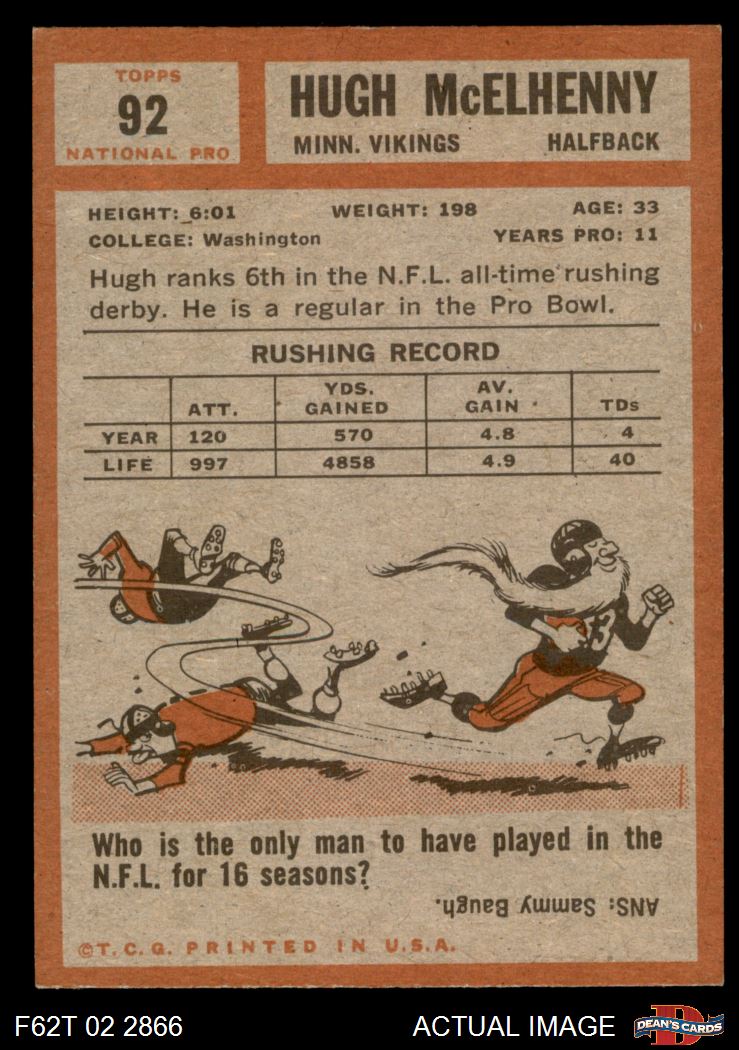 TOPPS
92
NATIONAL PRO
HUGH McELHENNY
MINN. VIKINGS HALFBACK
HEIGHT: 6:01 WEIGHT: 198 AGE: 33
COLLEGE: Washington YEARS PRO: 11
Hugh ranks 6th in the N.F.L. all-time rushing
derby. He is a regular in the Pro Bowl.
RUSHING RECORD
ATT. YDS. GAINED AV. GAIN TDs
YEAR 120 570 4.8 4
LIFE 997 4858 4.9 40
13
Who is the only man to have played in the
N.F.L. for 16 seasons?
ANS: Sammy Baugh.
©T.C.G. PRINTED IN U.S.A.
F62T 02 2866 ACTUAL IMAGE
D
DEAN'S CARDS